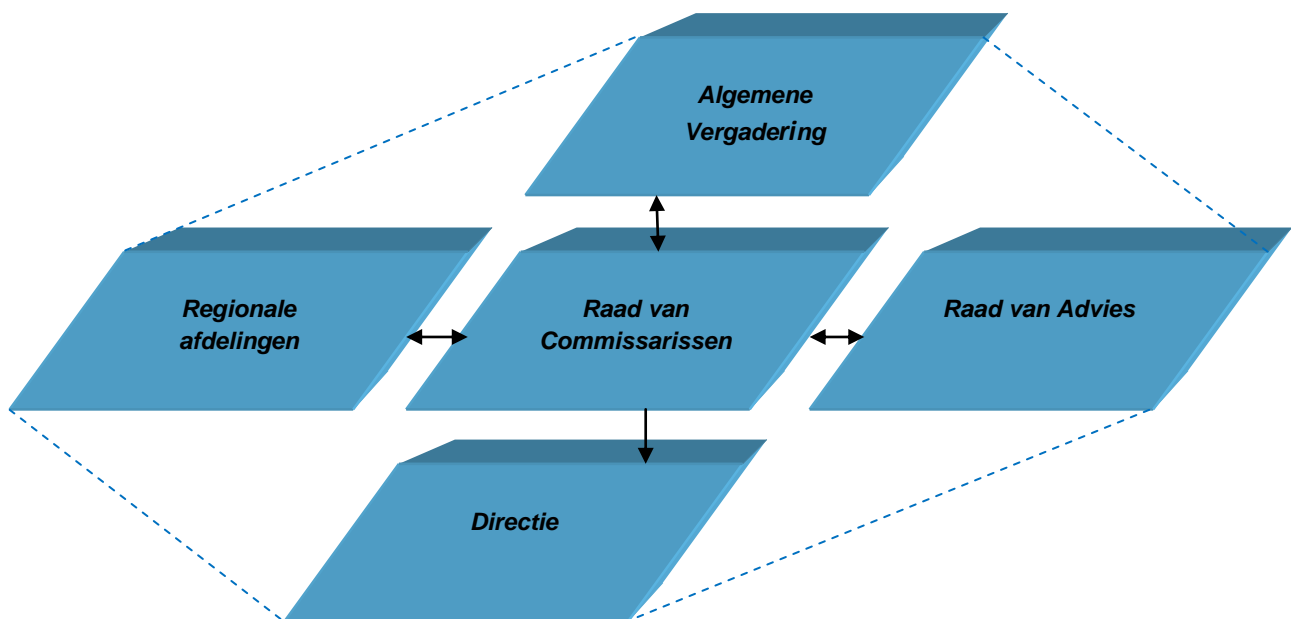 Algemene
Vergadering
Regionale
afdelingen
Raad van
Commissarissen
Raad van Advies
Directie